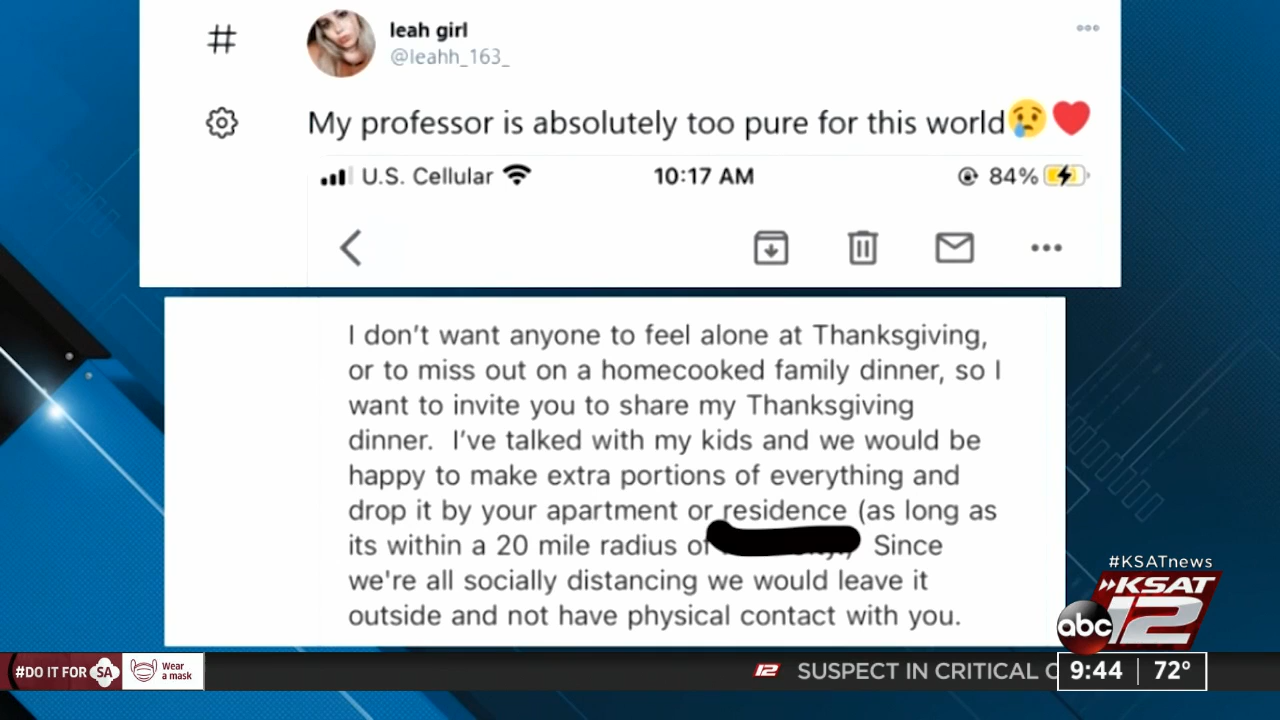 leah girl
@leahh_163_
My professor is absolutely too pure for this world😢❤️
U.S. Cellular
10:17 AM
84%
I don't want anyone to feel alone at Thanksgiving,
or to miss out on a homecooked family dinner, so I
want to invite you to share my Thanksgiving
dinner. I've talked with my kids and we would be
happy to make extra portions of everything and
drop it by your apartment or residence (as long as
its within a 20 mile radius of Since
we're all socially distancing we would leave it
outside and not have physical contact with you.
#KSATnews
KSAT
12
abc
#DO IT FOR SA
Wear
a mask
12 SUSPECT IN CRITICAL
9:44 72°